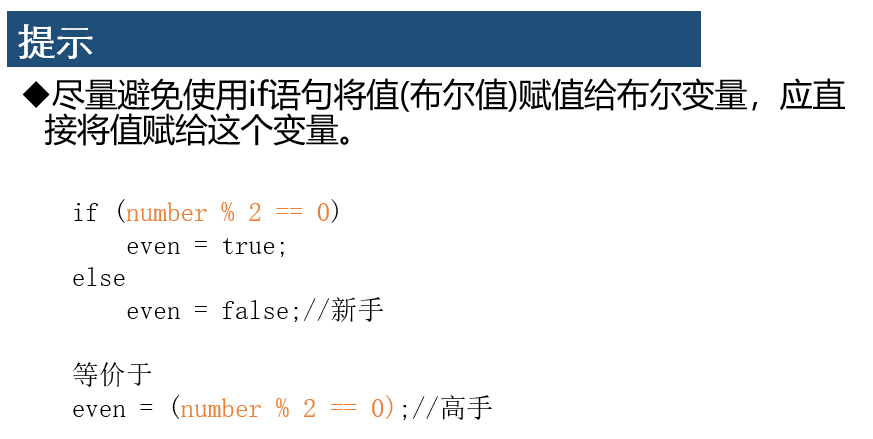 提示
◆尽量避免使用if语句将值(布尔值)赋值给布尔变量，应直
接将值赋给这个变量。
if (number % 2 == 0)
even = true;
else
even = false;//新手
等价于
even = (number % 2 == 0);//高手